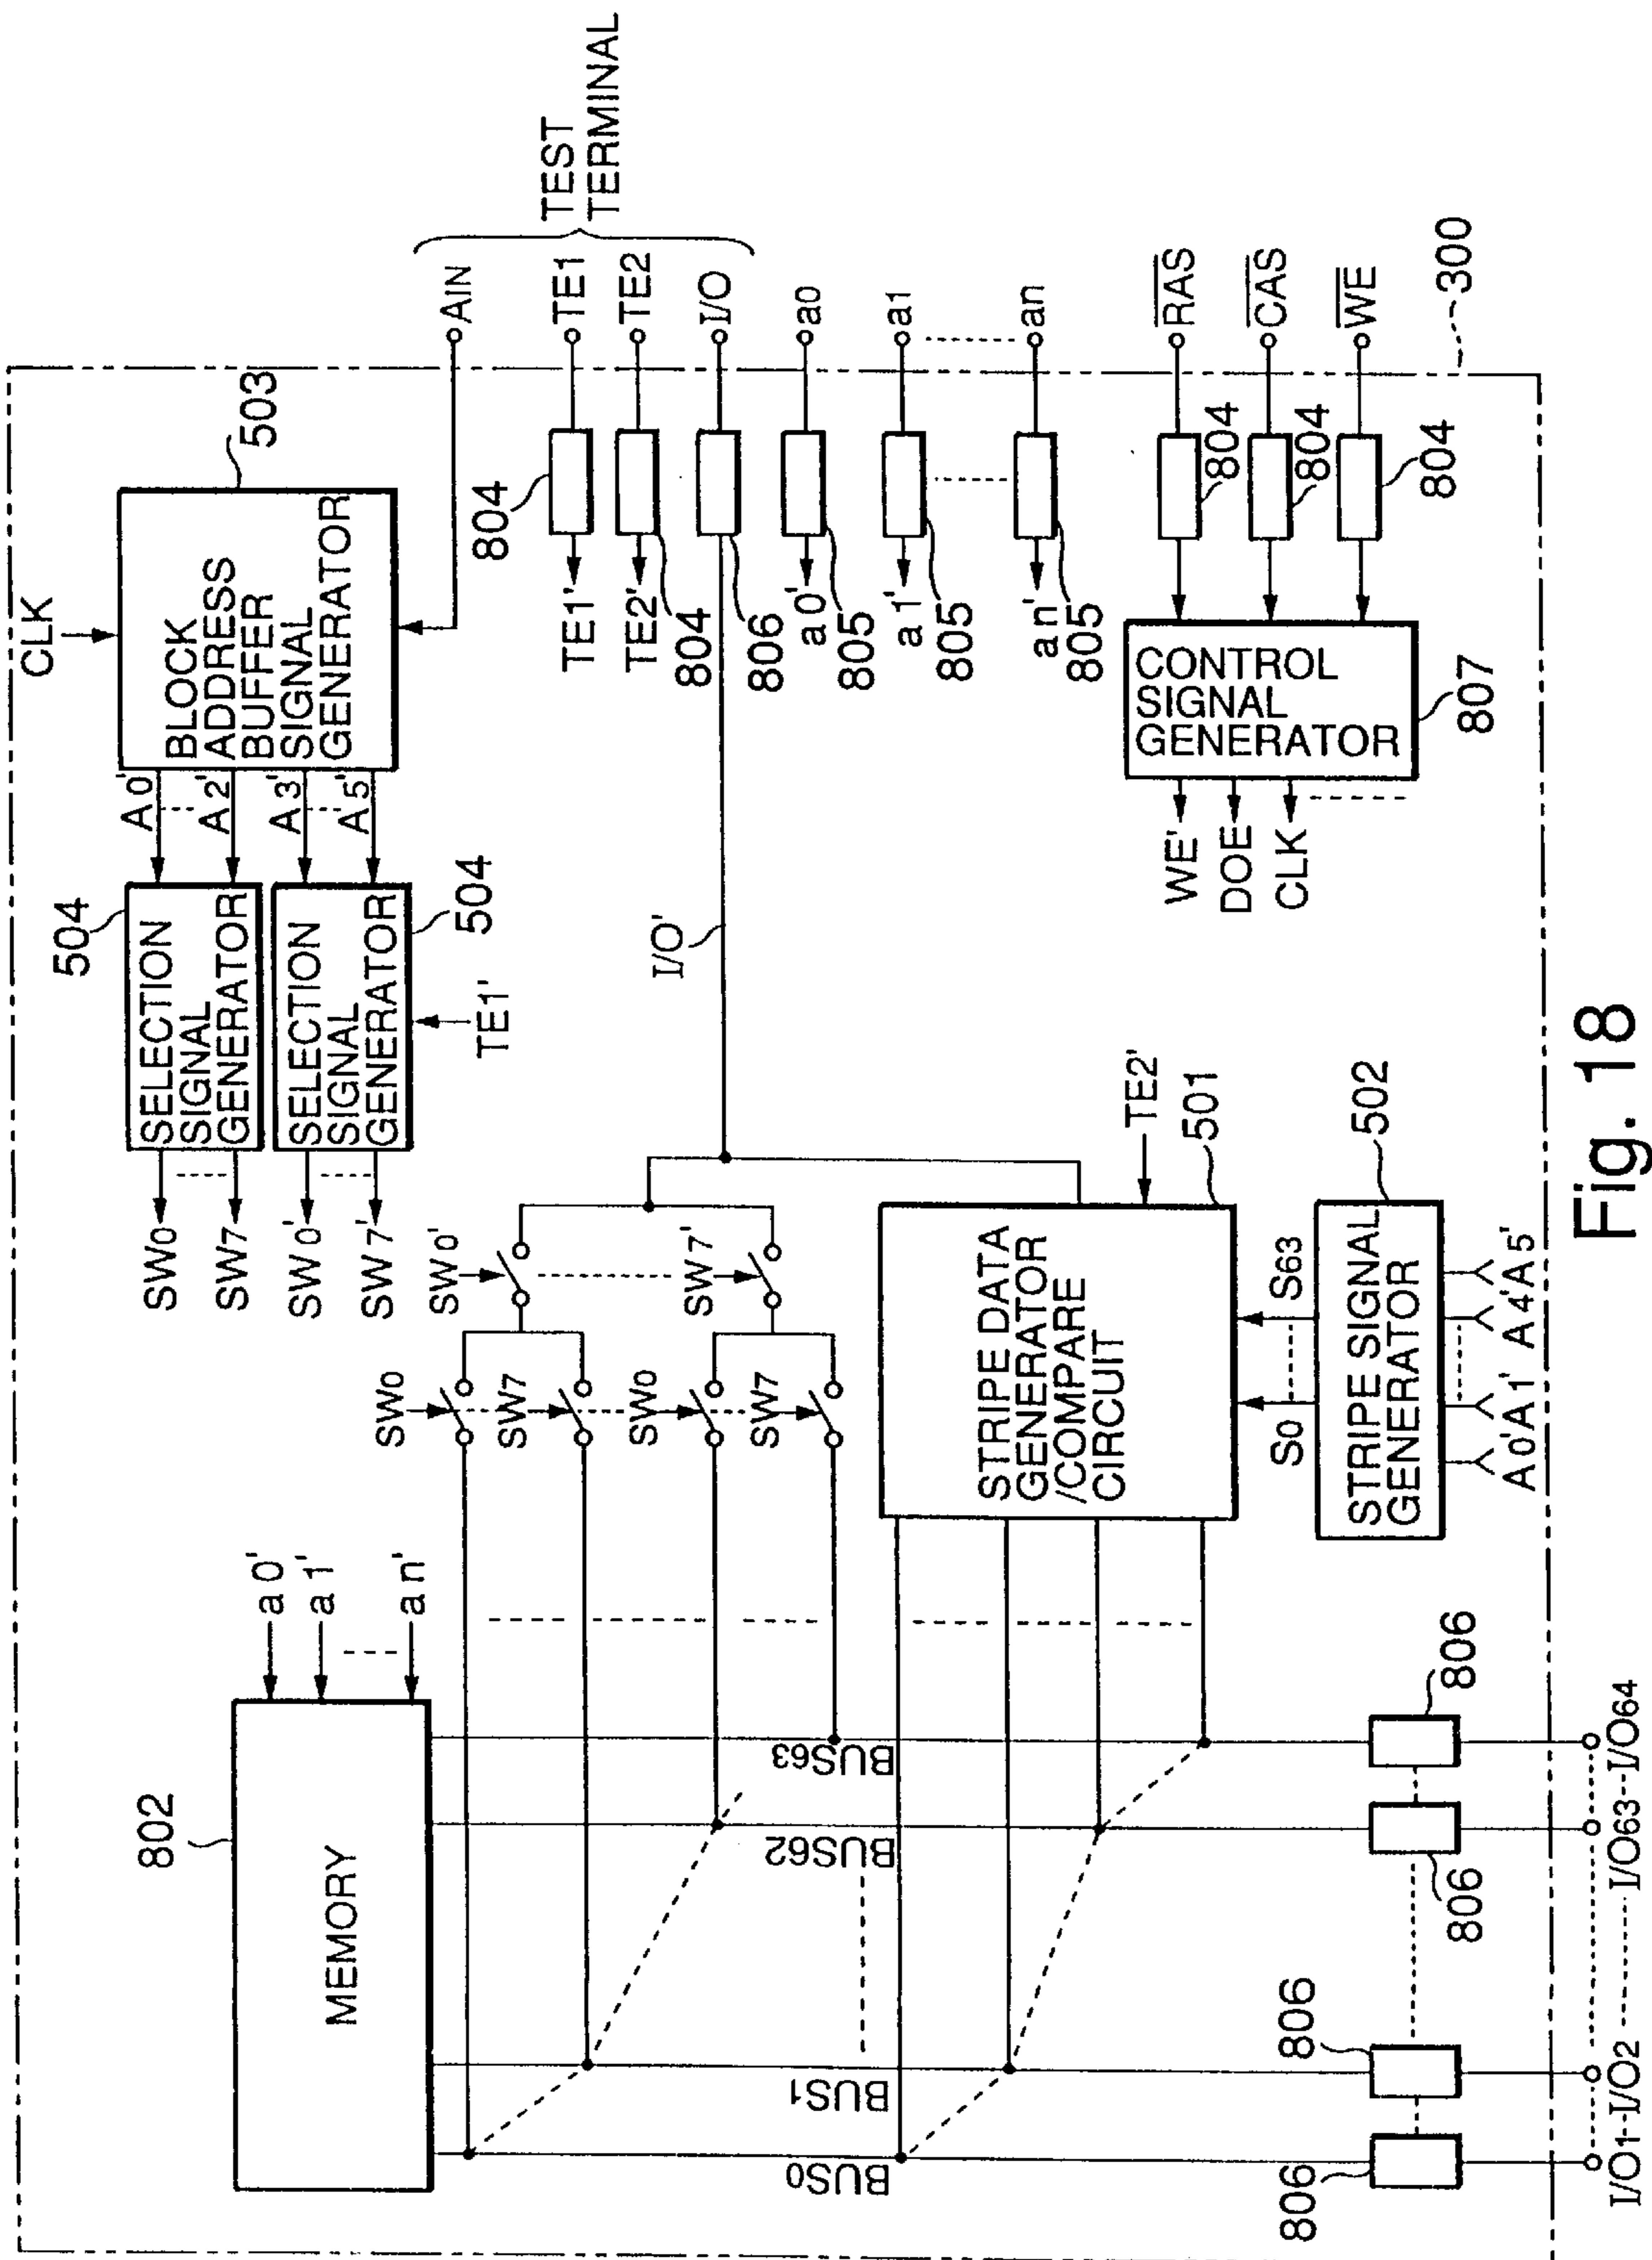 CLK
503
BLOCK
ADDRESS
BUFFER
SIGNAL
GENERATOR
A0'
A2'
A3'
A5'
504
SELECTION
SIGNAL
GENERATOR
504
SELECTION
SIGNAL
GENERATOR
TE1'
SW0
SW7
SW0'
SW7'
TEST
TERMINAL
AIN
TE1
TE2
I/O
a0
a1
an
RAS
CAS
WE
300
804
TE1'
TE2'
804
806
a0'
805
a1'
805
an'
805
804
804
804
CONTROL
SIGNAL
GENERATOR
807
WE'
DOE
CLK
I/O'
SW0'
SW7'
SW0
SW7
SW0
SW7
a0'
a1'
an'
802
MEMORY
BUS0
BUS1
BUS62
BUS63
STRIPE DATA
GENERATOR
/COMPARE
CIRCUIT
TE2'
501
S0
S63
502
STRIPE SIGNAL
GENERATOR
A0'A1' A4'A5'
806
806
806
806
I/O1 I/O2 I/O63 I/O64
Fig. 18